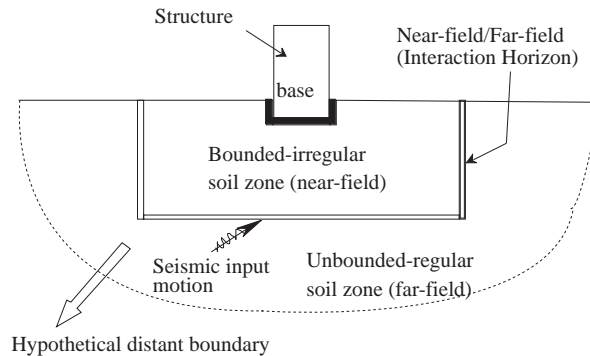 Structure
Near-field/Far-field
(Interaction Horizon)
base
Bounded-irregular
soil zone (near-field)
Seismic input
motion
Unbounded-regular
soil zone (far-field)
Hypothetical distant boundary